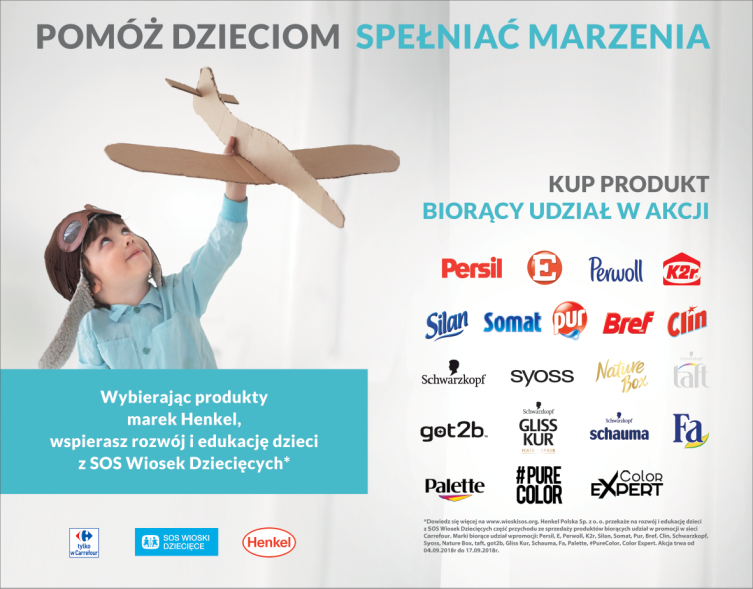 POMÓŻ DZIECIOM SPEŁNIAĆ MARZENIA
KUP PRODUKT
BIORĄCY UDZIAŁ W AKCJI
Persil E Perwoll K2r
Silan Somat pur Bref Clin
Schwarzkopf syoss Nature Box taft
got2b Schwarzkopf GLISS KUR Schwarzkopf schauma Fa
Palette #PURE COLOR Color EXPERT
Wybierając produkty
marek Henkel,
wspierasz rozwój i edukację dzieci
z SOS Wiosek Dziecięcych*
Carrefour
tylko
w Carrefour
SOS WIOSKI
DZIECIĘCE
Henkel
*Dowiedz się więcej na www.wioskisos.org. Henkel Polska Sp. z o. o. przekaże na rozwój i edukację dzieci
z SOS Wiosek Dziecięcych część przychodu ze sprzedaży produktów biorących udział w promocji w sieci
Carrefour. Marki biorące udział wpromocji: Persil, E, Perwoll, K2r, Silan, Somat, Pur, Bref, Clin, Schwarzkopf,
Syoss, Nature Box, taft, got2b, Gliss Kur, Schauma, Fa, Palette, #PureColor, Color Expert. Akcja trwa od
04.09.2018r do 17.09.2018r.